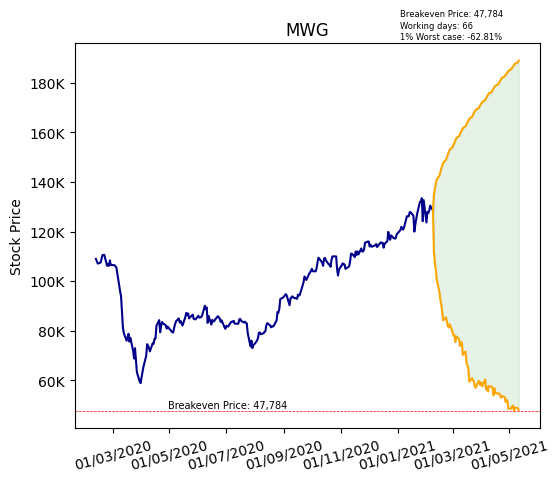 Breakeven Price: 47,784
Working days: 66
1% Worst case: -62.81%
MWG
Stock Price
180K
160K
140K
120K
100K
80K
60K
Breakeven Price: 47,784
01/03/2020 01/05/2020 01/07/2020 01/09/2020 01/11/2020 01/01/2021 01/03/2021 01/05/2021